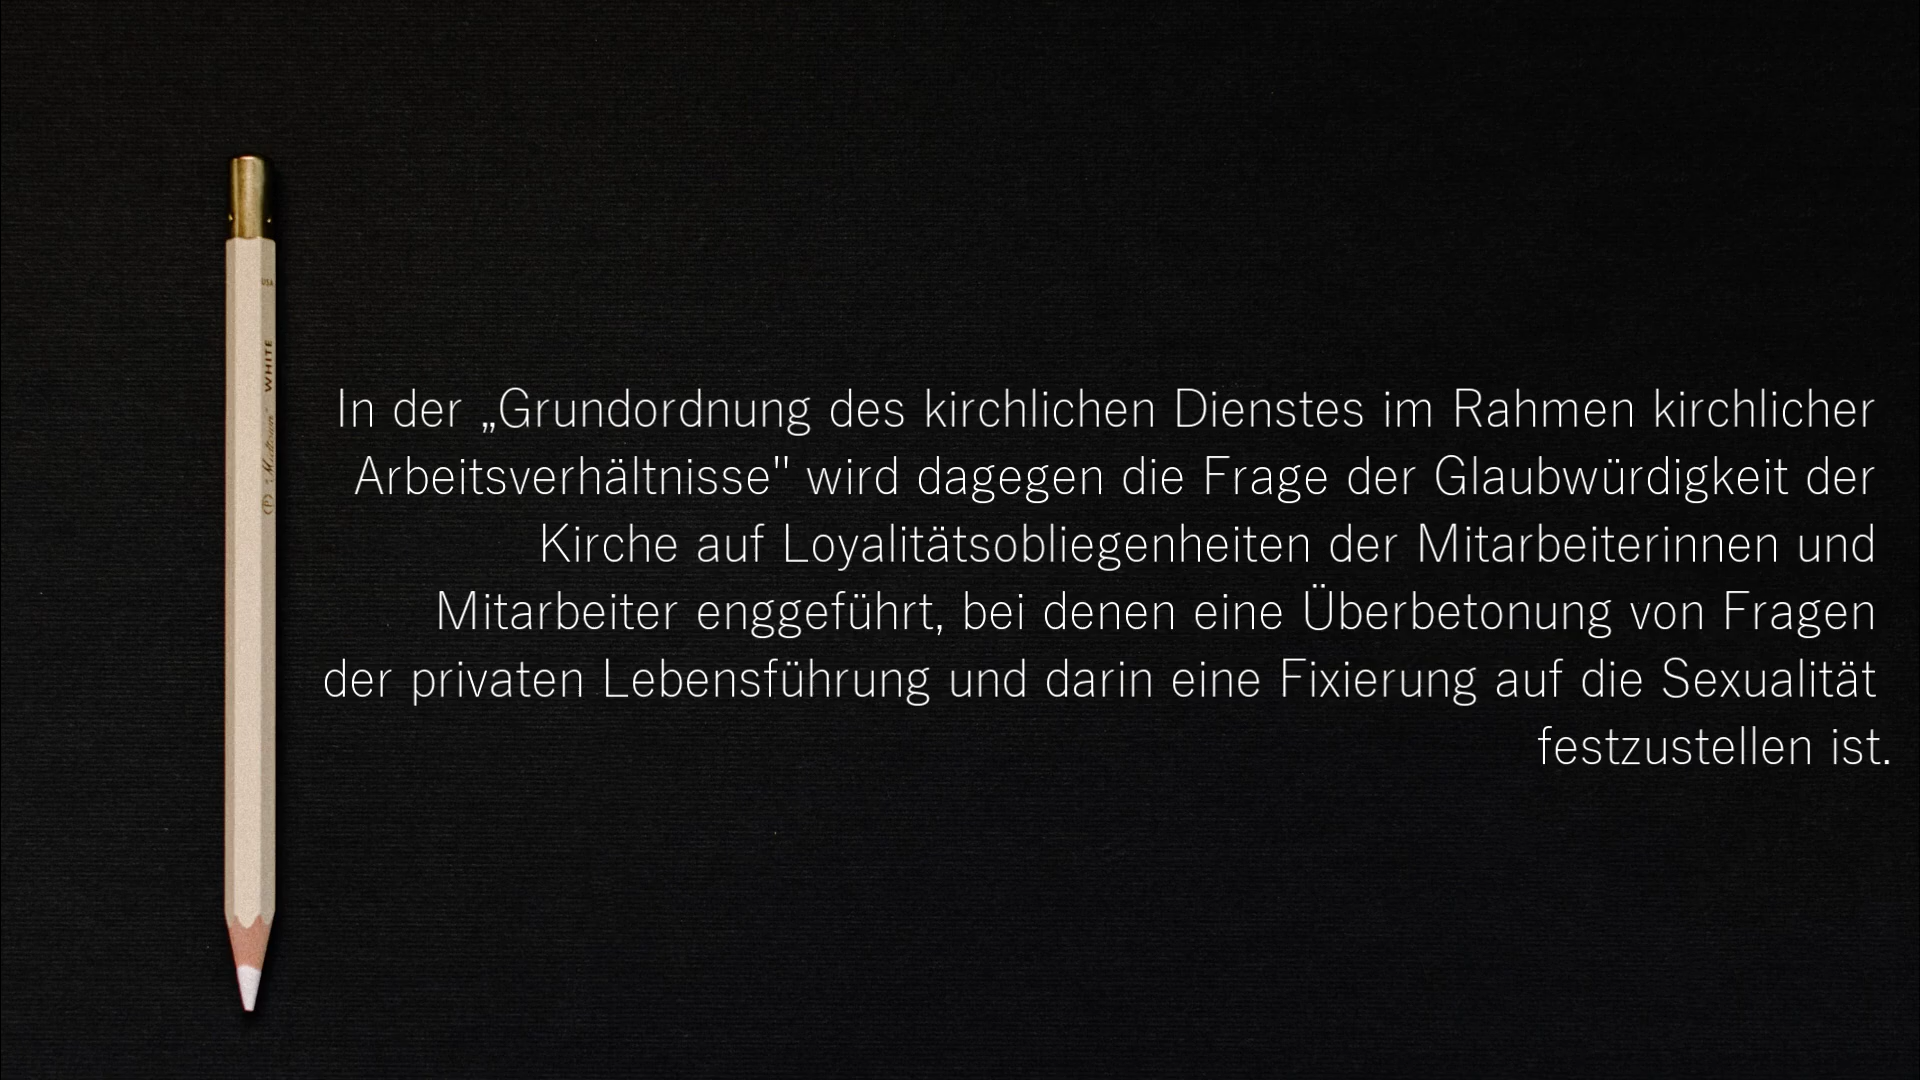 USA
WHITE
In der „Grundordnung des kirchlichen Dienstes im Rahmen kirchlicher
Arbeitsverhältnisse" wird dagegen die Frage der Glaubwürdigkeit der
Kirche auf Loyalitätsobliegenheiten der Mitarbeiterinnen und
Mitarbeiter enggeführt, bei denen eine Überbetonung von Fragen
der privaten Lebensführung und darin eine Fixierung auf die Sexualität
festzustellen ist.